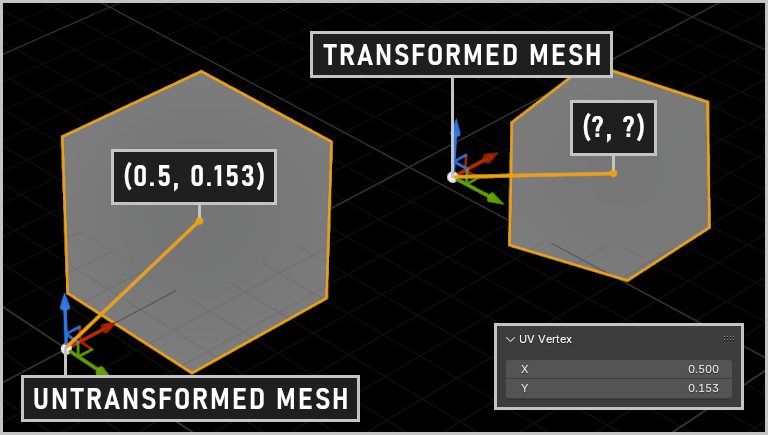 TRANSFORMED MESH
(?, ?)
(0.5, 0.153)
UNTRANSFORMED MESH
UV Vertex
X 0.500
Y 0.153